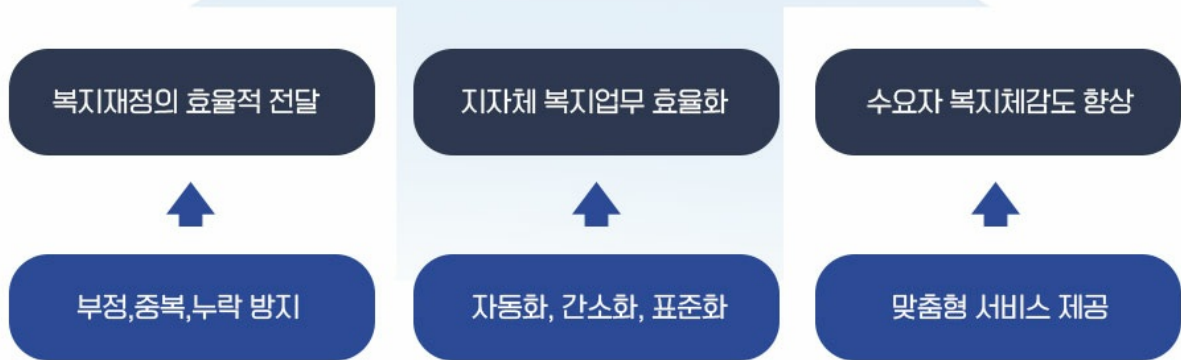 복지재정의 효율적 전달
지자체 복지업무 효율화
수요자 복지체감도 향상
부정,중복,누락 방지
자동화, 간소화, 표준화
맞춤형 서비스 제공